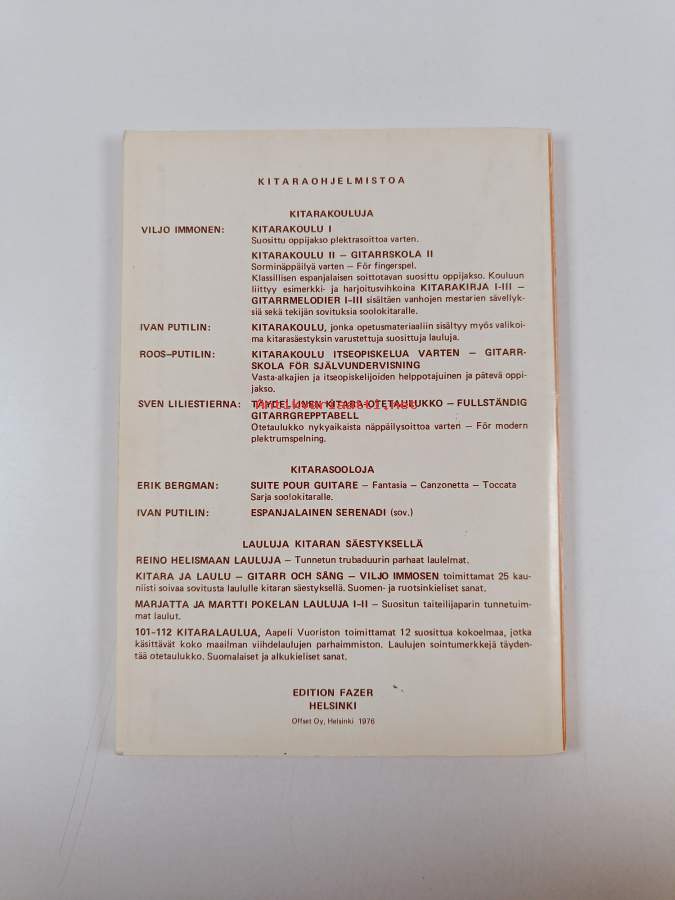 KITARAOHJELMISTOA
KITARAKOULUJA
VILJO IMMONEN: KITARAKOULU I
Suosittu oppijakso plektrasoittoa varten.
KITARAKOULU II – GITARRSKOLA II
Sorminäppäilyä varten – För fingerspel.
Klassillisen espanjalaisen soittotavan suosittu oppijakso. Kouluun
liittyy esimerkki- ja harjoitusvihkoina KITARAKIRJA I-III –
GITARRMELODIER I–III sisältäen vanhojen mestarien sävellyk-
siä sekä tekijän sovituksia soolokitaralle.
IVAN PUTILIN: KITARAKOULU, jonka opetusmateriaaliin sisältyy myös valikoi-
ma kitarasäestyksin varustettuja suosittuja lauluja.
ROOS–PUTILIN: KITARAKOULU ITSEOPISKELUA VARTEN – GITARR-
SKOLA FÖR SJÄLVUNDERVISNING
Vasta-alkajien ja itseopiskelijoiden helppotajuinen ja pätevä oppi-
jakso.
SVEN LILIESTIERNA: KITARA-OTETAULUKKO – FULLSTÄNDIG
Antikvariaatti.net
GITARRGREPPTABELL
Otetaulukko nykyaikaista näppäilysoittoa varten – För modern
plektrumspelning.
KITARASOOLOJA
ERIK BERGMAN: SUITE POUR GUITARE – Fantasia – Canzonetta – Toccata
Sarja soolokitaralle.
IVAN PUTILIN: ESPANJALAINEN SERENADI (sov.)
LAULUJA KITARAN SÄESTYKSELLÄ
REINO HELISMAAN LAULUJA – Tunnetun trubaduurin parhaat laulelmat.
KITARA JA LAULU – GITARR OCH SÅNG – VILJO IMMOSEN toimittamat 25 kau-
niisti soivaa sovitusta laululle kitaran säestyksellä. Suomen- ja ruotsinkieliset sanat.
MARJATTA JA MARTTI POKELAN LAULUJA I–II – Suositun taiteilijaparin tunnetuim-
mat laulut.
101–112 KITARALAULUA, Aapeli Vuoriston toimittamat 12 suosittua kokoelmaa, jotka
käsittävät koko maailman viihdelaulujen parhaimmiston. Laulujen sointumerkkejä täyden-
tää otetaulukko. Suomalaiset ja alkukieliset sanat.
EDITION FAZER
HELSINKI
Offset Oy, Helsinki 1976